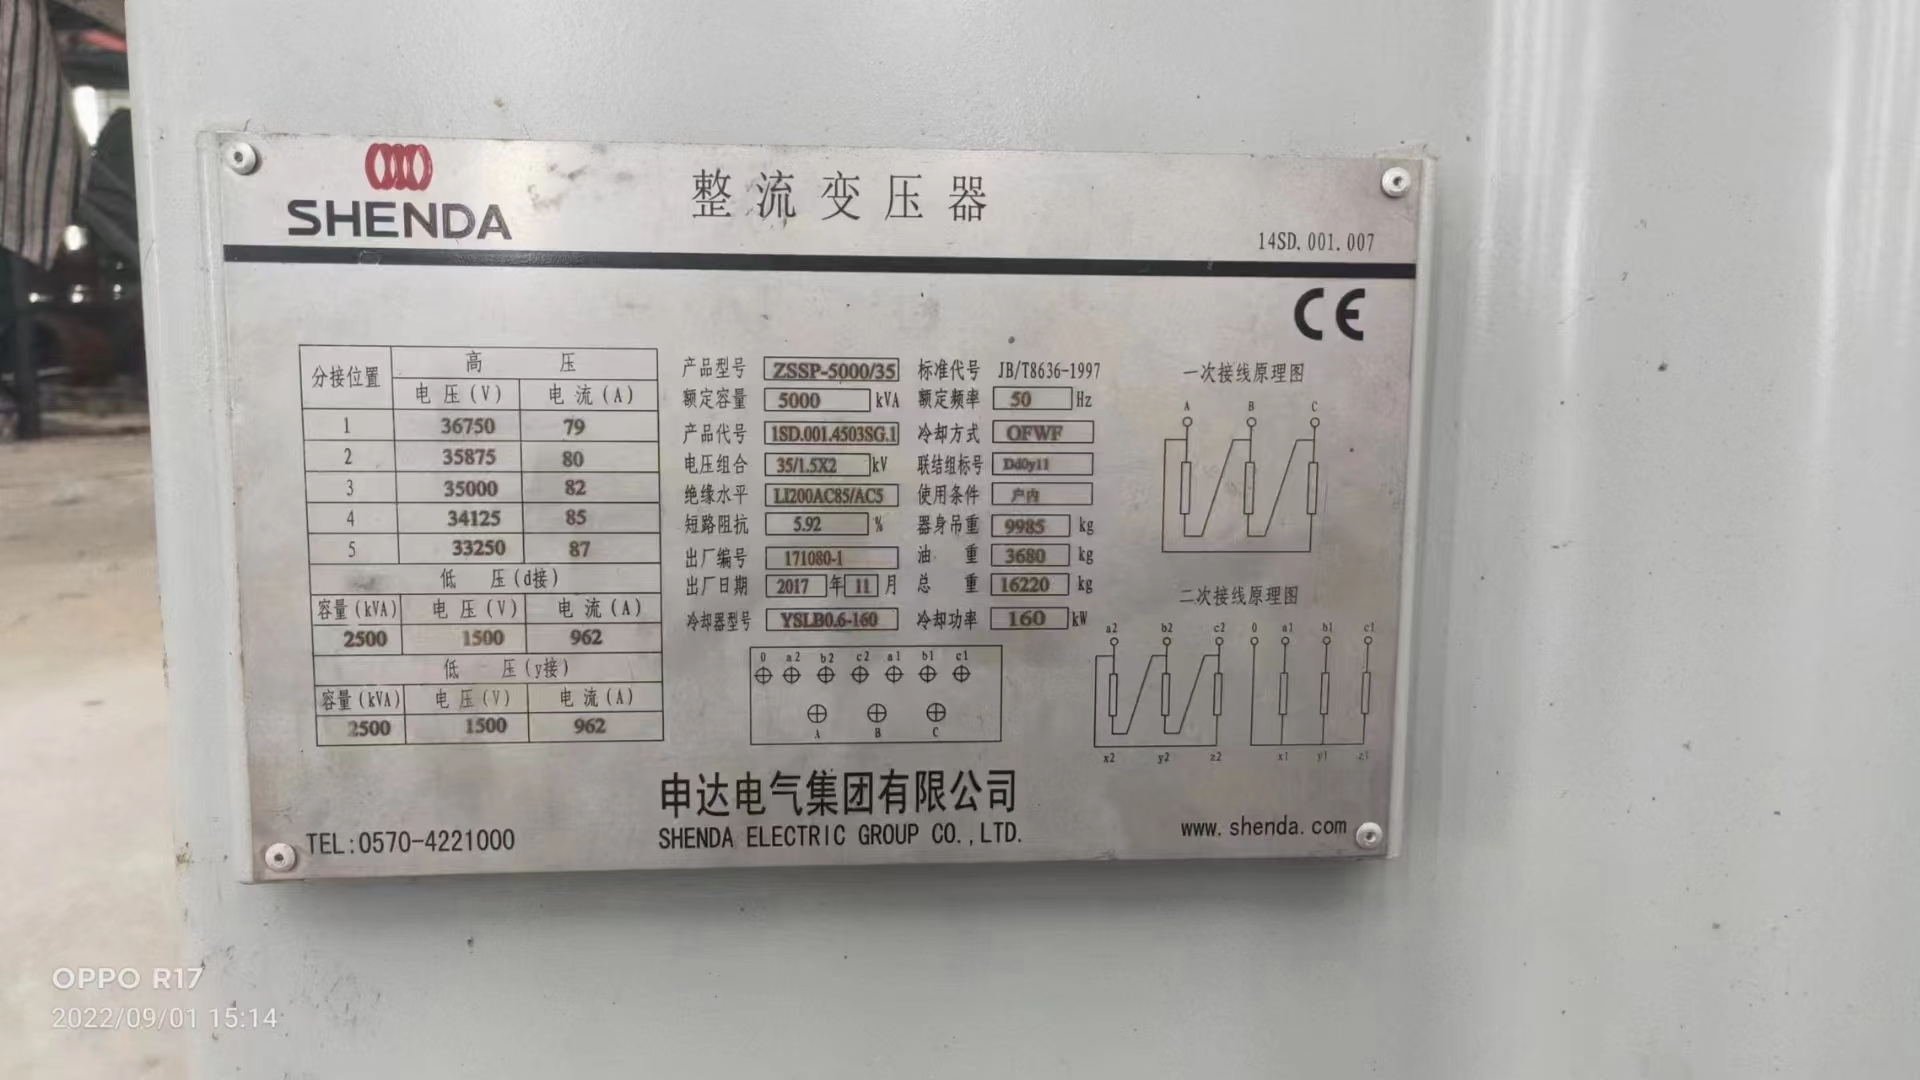 SHENDA
整流变压器
14SD.001.007
CE
分接位置 高 压
电压(V) 电流(A)
1 36750 79
2 35875 80
3 35000 82
4 34125 85
5 33250 87
低 压(d接)
容量(kVA) 电压(V) 电流(A)
2500 1500 962
低 压(y接)
容量(kVA) 电压(V) 电流(A)
2500 1500 962
产品型号 ZSSP-5000/35 标准代号 JB/T8636-1997
额定容量 5000 kVA 额定频率 50 Hz
产品代号 1SD.001.4503SG.1 冷却方式 OFWF
电压组合 35/1.5X2 kV 联结组标号 Dd0y11
绝缘水平 LI200AC85/AC5 使用条件 户内
短路阻抗 5.92 % 器身吊重 9985 kg
出厂编号 171080-1 油 重 3680 kg
出厂日期 2017 年 11 月 总 重 16220 kg
冷却器型号 YSLB0.6-160 冷却功率 160 kW
0 a2 b2 c2 a1 b1 c1
A B C
一次接线原理图
A B C
二次接线原理图
a2 b2 c2 0 a1 b1 c1
x2 y2 z2 x1 y1 z1
申达电气集团有限公司
TEL:0570-4221000 SHENDA ELECTRIC GROUP CO.,LTD. www.shenda.com
OPPO R17
2022/09/01 15:14